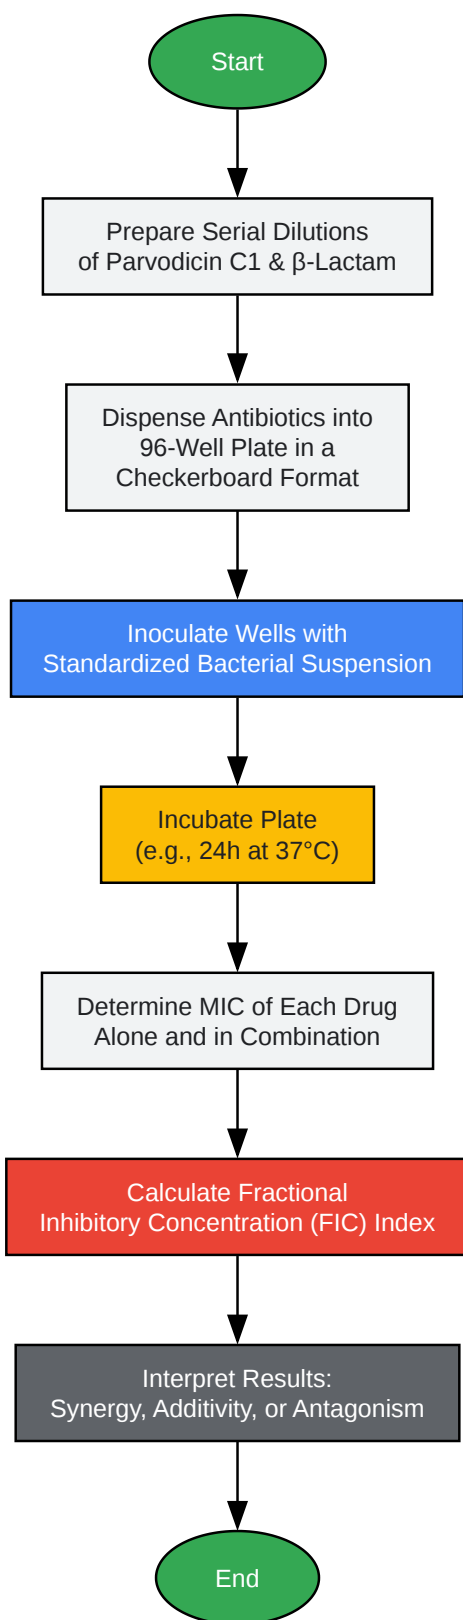 Start
Prepare Serial Dilutions
of Parvodicin C1 & β-Lactam
Dispense Antibiotics into
96-Well Plate in a
Checkerboard Format
Inoculate Wells with
Standardized Bacterial Suspension
Incubate Plate
(e.g., 24h at 37°C)
Determine MIC of Each Drug
Alone and in Combination
Calculate Fractional
Inhibitory Concentration (FIC) Index
Interpret Results:
Synergy, Additivity, or Antagonism
End